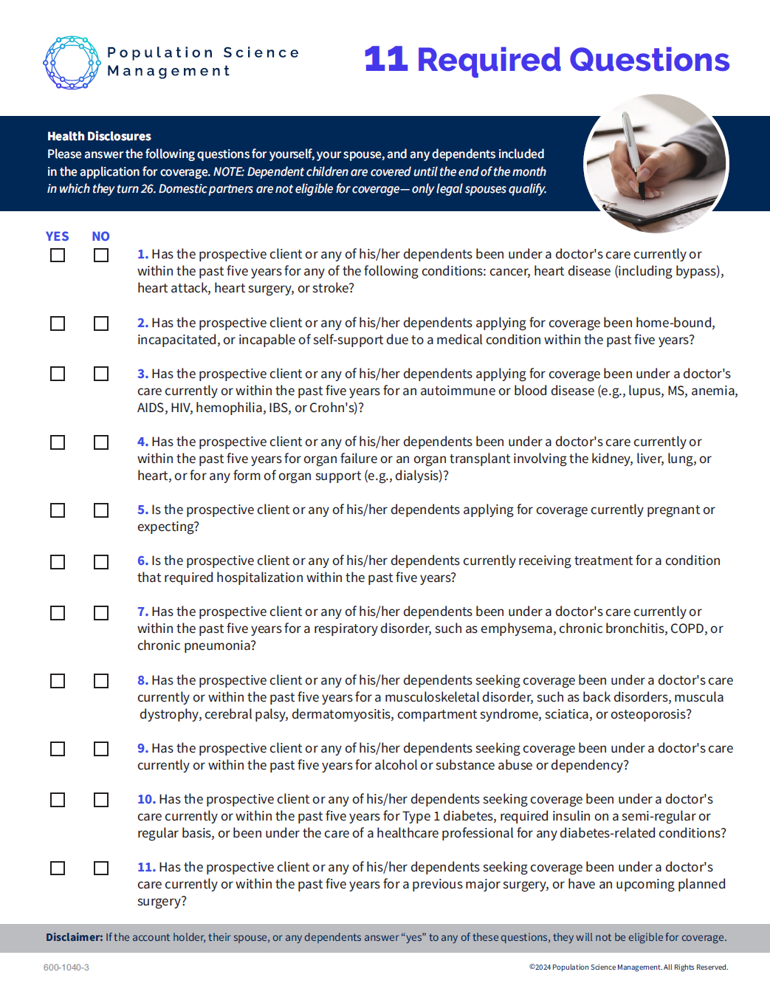 Population Science
Management
11 Required Questions
Health Disclosures
Please answer the following questions for yourself, your spouse, and any dependents included
in the application for coverage. NOTE: Dependent children are covered until the end of the month
in which they turn 26. Domestic partners are not eligible for coverage— only legal spouses qualify.
YES NO
1. Has the prospective client or any of his/her dependents been under a doctor's care currently or
within the past five years for any of the following conditions: cancer, heart disease (including bypass),
heart attack, heart surgery, or stroke?
2. Has the prospective client or any of his/her dependents applying for coverage been home-bound,
incapacitated, or incapable of self-support due to a medical condition within the past five years?
3. Has the prospective client or any of his/her dependents applying for coverage been under a doctor's
care currently or within the past five years for an autoimmune or blood disease (e.g., lupus, MS, anemia,
AIDS, HIV, hemophilia, IBS, or Crohn's)?
4. Has the prospective client or any of his/her dependents been under a doctor's care currently or
within the past five years for organ failure or an organ transplant involving the kidney, liver, lung, or
heart, or for any form of organ support (e.g., dialysis)?
5. Is the prospective client or any of his/her dependents applying for coverage currently pregnant or
expecting?
6. Is the prospective client or any of his/her dependents currently receiving treatment for a condition
that required hospitalization within the past five years?
7. Has the prospective client or any of his/her dependents been under a doctor's care currently or
within the past five years for a respiratory disorder, such as emphysema, chronic bronchitis, COPD, or
chronic pneumonia?
8. Has the prospective client or any of his/her dependents seeking coverage been under a doctor's care
currently or within the past five years for a musculoskeletal disorder, such as back disorders, muscula
dystrophy, cerebral palsy, dermatomyositis, compartment syndrome, sciatica, or osteoporosis?
9. Has the prospective client or any of his/her dependents seeking coverage been under a doctor's care
currently or within the past five years for alcohol or substance abuse or dependency?
10. Has the prospective client or any of his/her dependents seeking coverage been under a doctor's
care currently or within the past five years for Type 1 diabetes, required insulin on a semi-regular or
regular basis, or been under the care of a healthcare professional for any diabetes-related conditions?
11. Has the prospective client or any of his/her dependents seeking coverage been under a doctor's
care currently or within the past five years for a previous major surgery, or have an upcoming planned
surgery?
Disclaimer: If the account holder, their spouse, or any dependents answer “yes” to any of these questions, they will not be eligible for coverage.
600-1040-3
©2024 Population Science Management. All Rights Reserved.